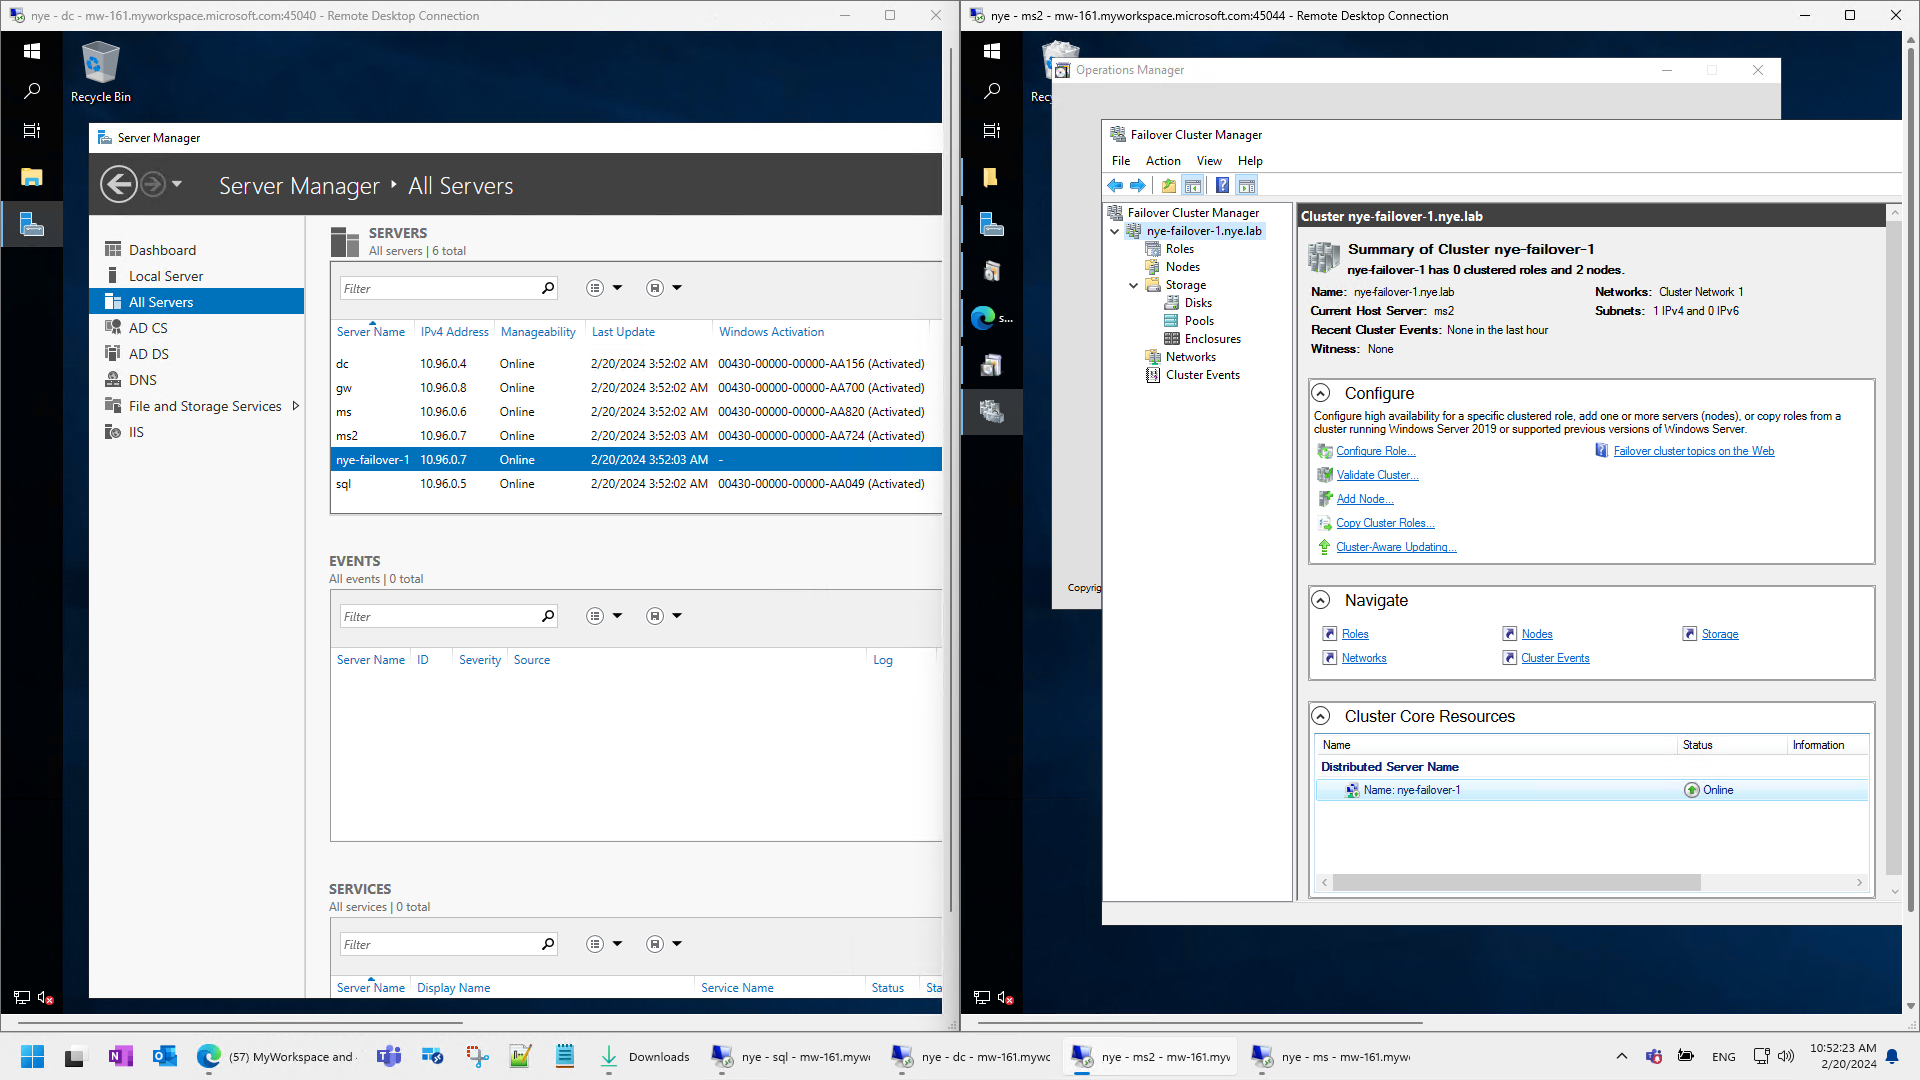 nye - dc - mw-161.myworkspace.microsoft.com:45040 - Remote Desktop Connection
Recycle Bin
Server Manager
Server Manager
All Servers
Dashboard
Local Server
All Servers
AD CS
AD DS
DNS
File and Storage Services
IIS
SERVERS
All servers | 6 total
Filter
Server Name IPv4 Address Manageability Last Update Windows Activation
dc 10.96.0.4 Online 2/20/2024 3:52:02 AM 00430-00000-00000-AA156 (Activated)
gw 10.96.0.8 Online 2/20/2024 3:52:02 AM 00430-00000-00000-AA700 (Activated)
ms 10.96.0.6 Online 2/20/2024 3:52:02 AM 00430-00000-00000-AA820 (Activated)
ms2 10.96.0.7 Online 2/20/2024 3:52:03 AM 00430-00000-00000-AA724 (Activated)
nye-failover-1 10.96.0.7 Online 2/20/2024 3:52:03 AM -
sql 10.96.0.5 Online 2/20/2024 3:52:02 AM 00430-00000-00000-AA049 (Activated)
EVENTS
All events | 0 total
Filter
Server Name ID Severity Source Log
SERVICES
All services | 0 total
Filter
Server Name Display Name Service Name Status Sta
nye - ms2 - mw-161.myworkspace.microsoft.com:45044 - Remote Desktop Connection
Recy
s...
Operations Manager
Copyrig
Failover Cluster Manager
File Action View Help
Failover Cluster Manager
nye-failover-1.nye.lab
Roles
Nodes
Storage
Disks
Pools
Enclosures
Networks
Cluster Events
Cluster nye-failover-1.nye.lab
Summary of Cluster nye-failover-1
nye-failover-1 has 0 clustered roles and 2 nodes.
Name: nye-failover-1.nye.lab Networks: Cluster Network 1
Current Host Server: ms2 Subnets: 1 IPv4 and 0 IPv6
Recent Cluster Events: None in the last hour
Witness: None
Configure
Configure high availability for a specific clustered role, add one or more servers (nodes), or copy roles from a
cluster running Windows Server 2019 or supported previous versions of Windows Server.
Configure Role... Failover cluster topics on the Web
Validate Cluster...
Add Node...
Copy Cluster Roles...
Cluster-Aware Updating...
Navigate
Roles Nodes Storage
Networks Cluster Events
Cluster Core Resources
Name Status Information
Distributed Server Name
Name: nye-failover-1 Online
(57) MyWorkspace and
Downloads
nye - sql - mw-161.mywo
nye - dc - mw-161.mywo
nye - ms2 - mw-161.myw
nye - ms - mw-161.mywo
ENG
10:52:23 AM
2/20/2024